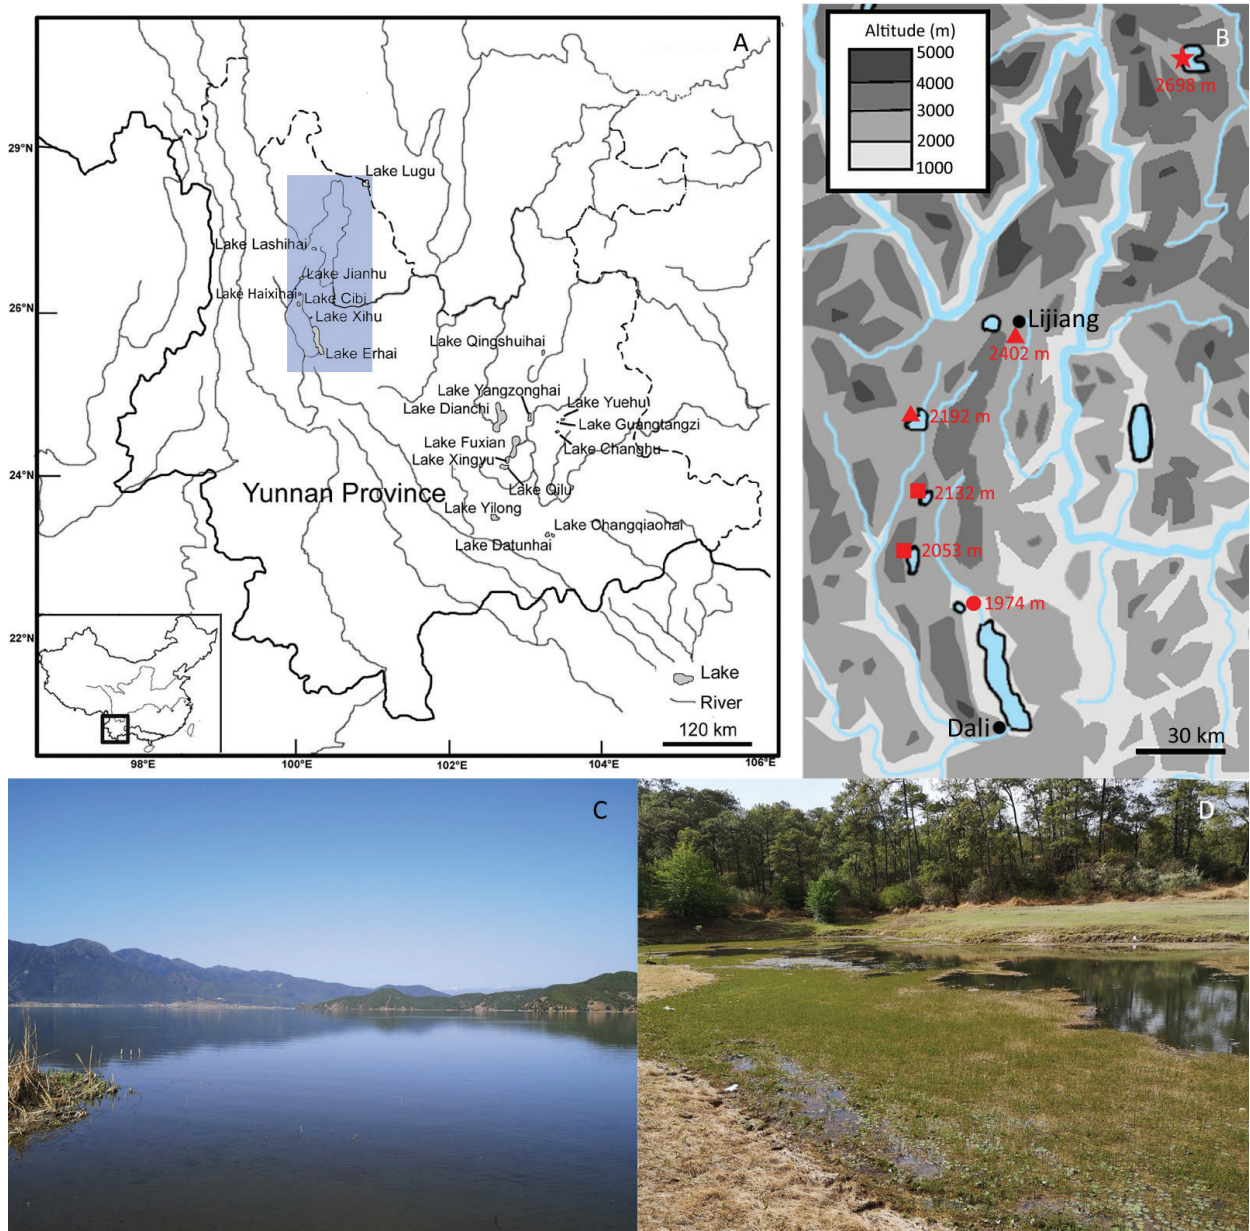 A
29°N
26°N
24°N
22°N
98°E
100°E
102°E
104°E
106°E
Lake Lugu
Lake Lashihai
Lake Jianhu
Lake Haixihai
Lake Cibi
Lake Xihu
Lake Erhai
Lake Qingshuihai
Lake Yangzonghai
Lake Dianchi
Lake Yuehu
Lake Guangtangzi
Lake Fuxian
Lake Changhu
Lake Xingyu
Lake Qilu
Yunnan Province
Lake Yilong
Lake Changqiaohai
Lake Datunhai
Lake
River
120 km
B
Altitude (m)
5000
4000
3000
2000
1000
2698 m
Lijiang
2402 m
2192 m
2132 m
2053 m
1974 m
Dali
30 km
C
D